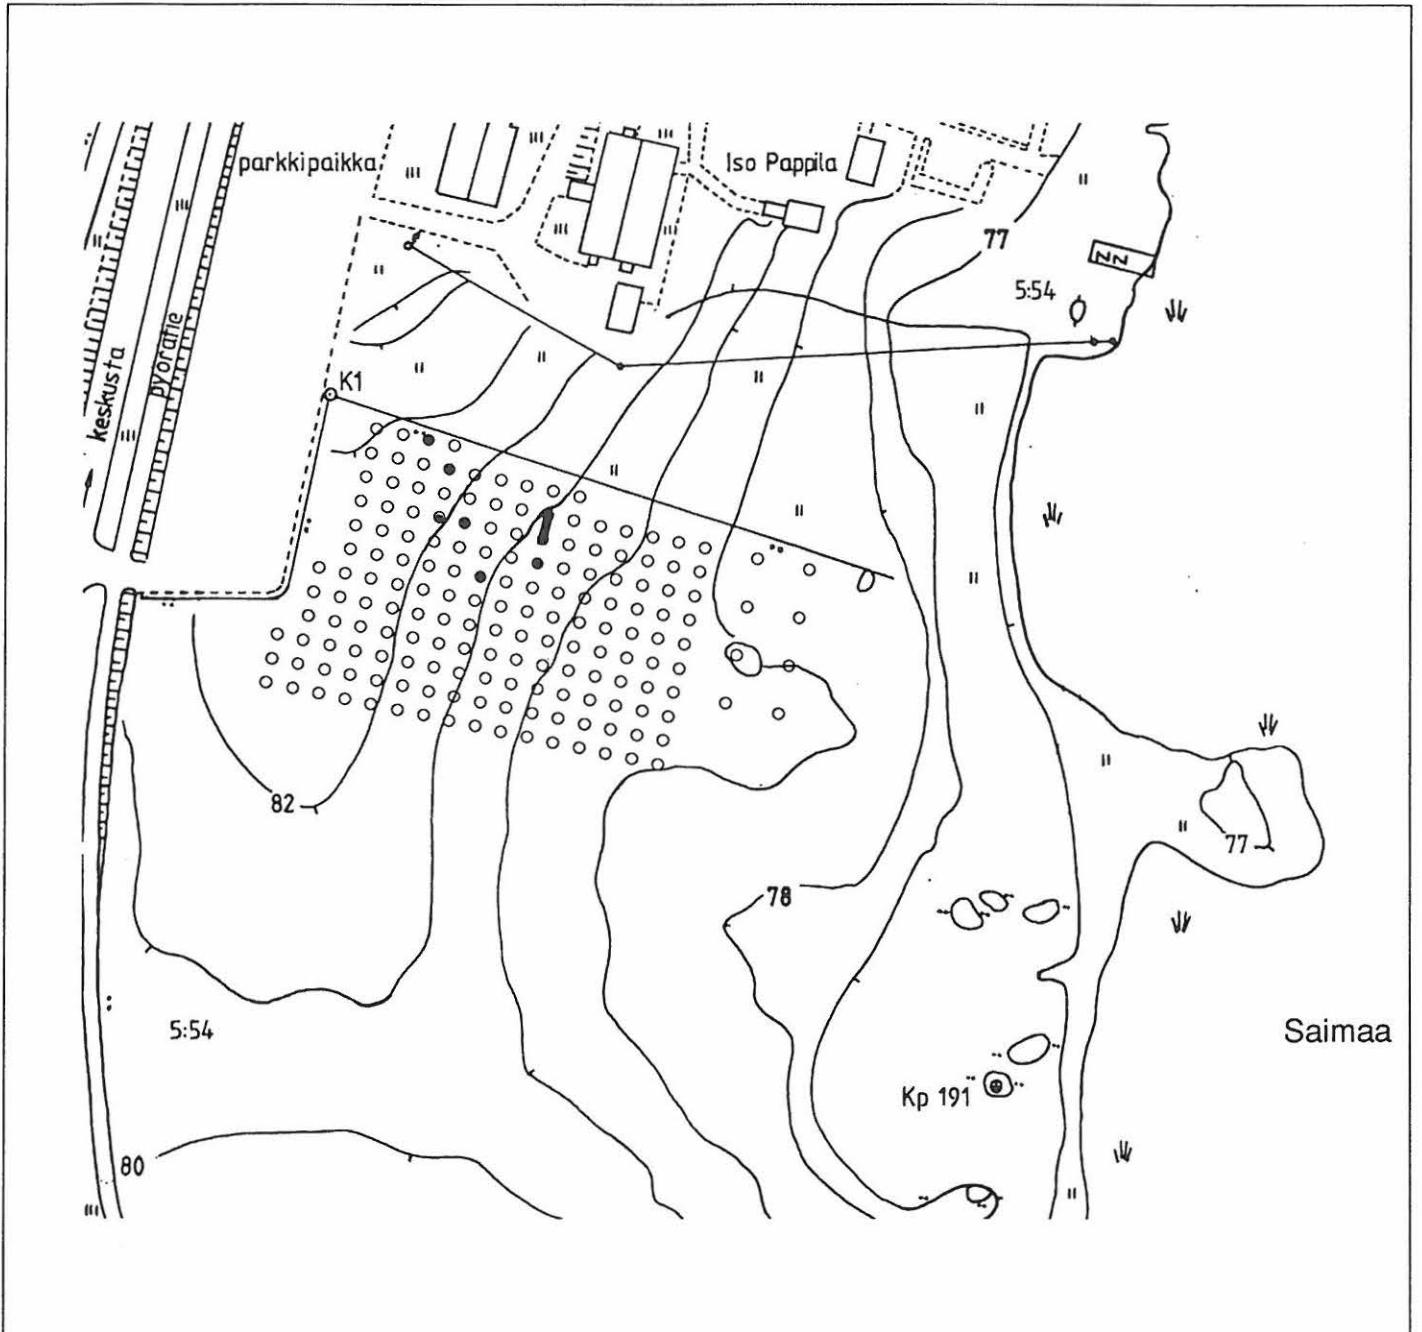 parkkipaikka
Iso Pappila
77
5:54
keskusta
pyörätie
K1
82
77
78
5:54
Saimaa
Kp 191
80